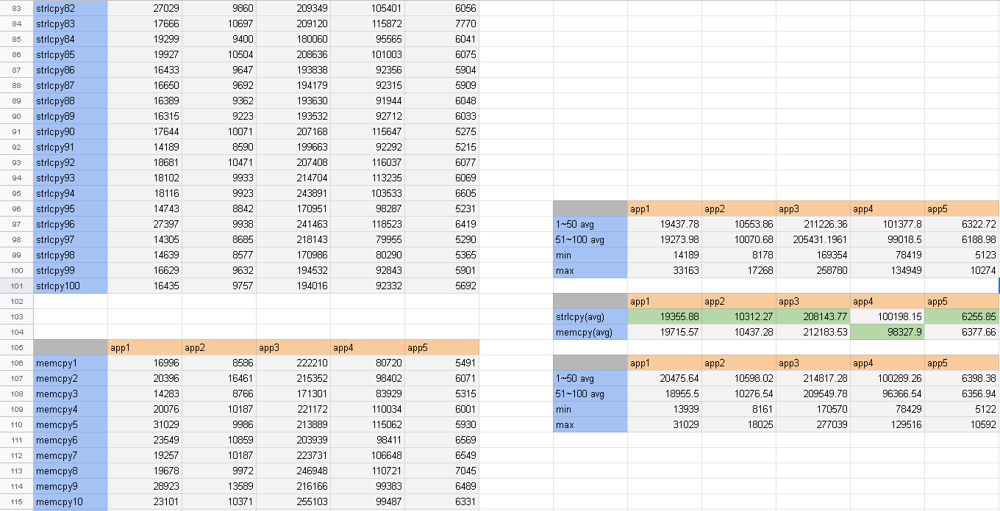 83 strlcpy82 27029 9860 209349 105401 6056
84 strlcpy83 17666 10697 209120 115872 7770
85 strlcpy84 19299 9400 180060 95565 6041
86 strlcpy85 19927 10504 208636 101003 6075
87 strlcpy86 16433 9647 193838 92356 5904
88 strlcpy87 16650 9692 194179 92315 5909
89 strlcpy88 16389 9362 193630 91944 6048
90 strlcpy89 16315 9223 193532 92712 6033
91 strlcpy90 17644 10071 207168 115647 5275
92 strlcpy91 14189 8590 199663 92292 5215
93 strlcpy92 18681 10471 207408 116037 6077
94 strlcpy93 18102 9933 214704 113235 6069
95 strlcpy94 18116 9923 243891 103533 6605
96 strlcpy95 14743 8842 170951 98287 5231 app1 app2 app3 app4 app5
97 strlcpy96 27397 9938 241463 118523 6419 1~50 avg 19437.78 10553.86 211226.36 101377.8 6322.72
98 strlcpy97 14305 8685 218143 79955 5290 51~100 avg 19273.98 10070.68 205431.1961 99018.5 6188.98
99 strlcpy98 14639 8577 170986 80290 5365 min 14189 8178 169354 78419 5123
100 strlcpy99 16629 9632 194532 92843 5901 max 33163 17268 258780 134949 10274
101 strlcpy100 16435 9757 194016 92332 5692
102 app1 app2 app3 app4 app5
103 strlcpy(avg) 19355.88 10312.27 208143.77 100198.15 6255.85
104 memcpy(avg) 19715.57 10437.28 212183.53 98327.9 6377.66
105 app1 app2 app3 app4 app5
106 memcpy1 16996 8586 222210 80720 5491 app1 app2 app3 app4 app5
107 memcpy2 20396 16461 215352 98402 6071 1~50 avg 20475.64 10598.02 214817.28 100289.26 6398.38
108 memcpy3 14283 8766 171301 83929 5315 51~100 avg 18955.5 10276.54 209549.78 96366.54 6356.94
109 memcpy4 20076 10187 221172 110034 6001 min 13939 8161 170570 78429 5122
110 memcpy5 31029 9986 213889 115062 5930 max 31029 18025 277039 129516 10592
111 memcpy6 23549 10859 203939 98411 6569
112 memcpy7 19257 10187 223731 106648 6549
113 memcpy8 19678 9972 246948 110721 7045
114 memcpy9 28923 13589 216166 99383 6489
115 memcpy10 23101 10371 255103 99487 6331